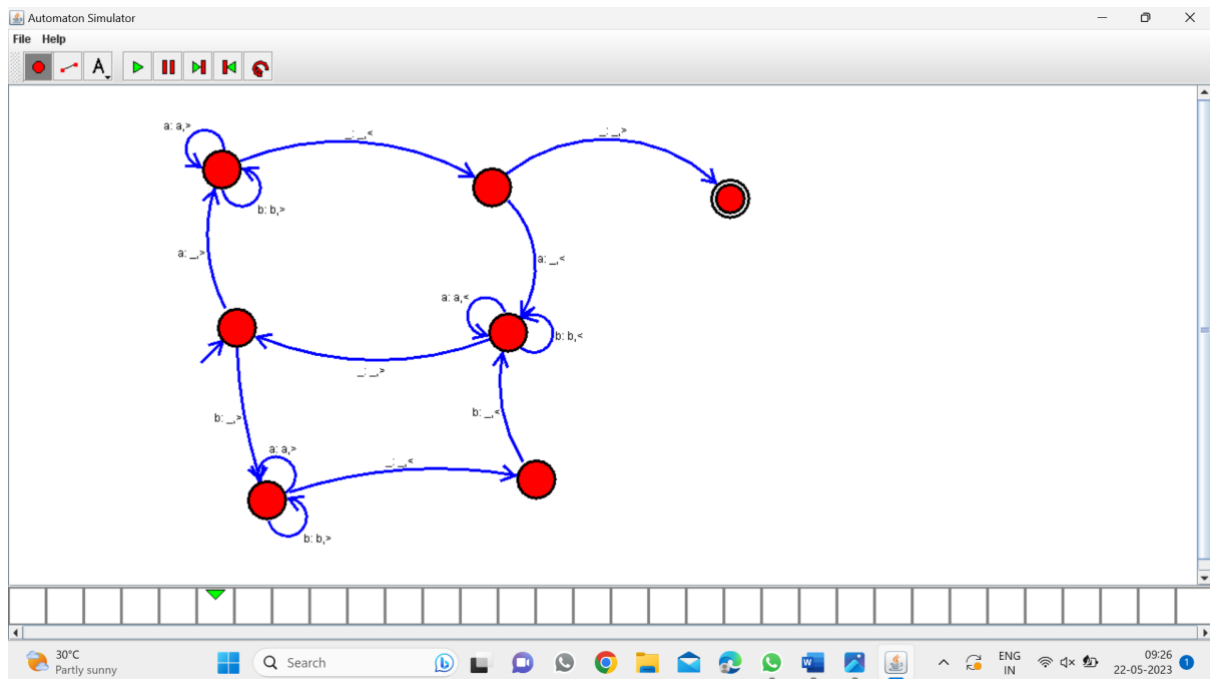 Automaton Simulator
File Help
A
a: a,>
_: _,<
_: _,>
b: b,>
a: _,>
a: _,<
a: a,<
b: b,<
_: _,>
b: _,>
b: _,<
a: a,>
_: _,<
b: b,>
30°C
Partly sunny
Search
ENG
IN
09:26
22-05-2023
1